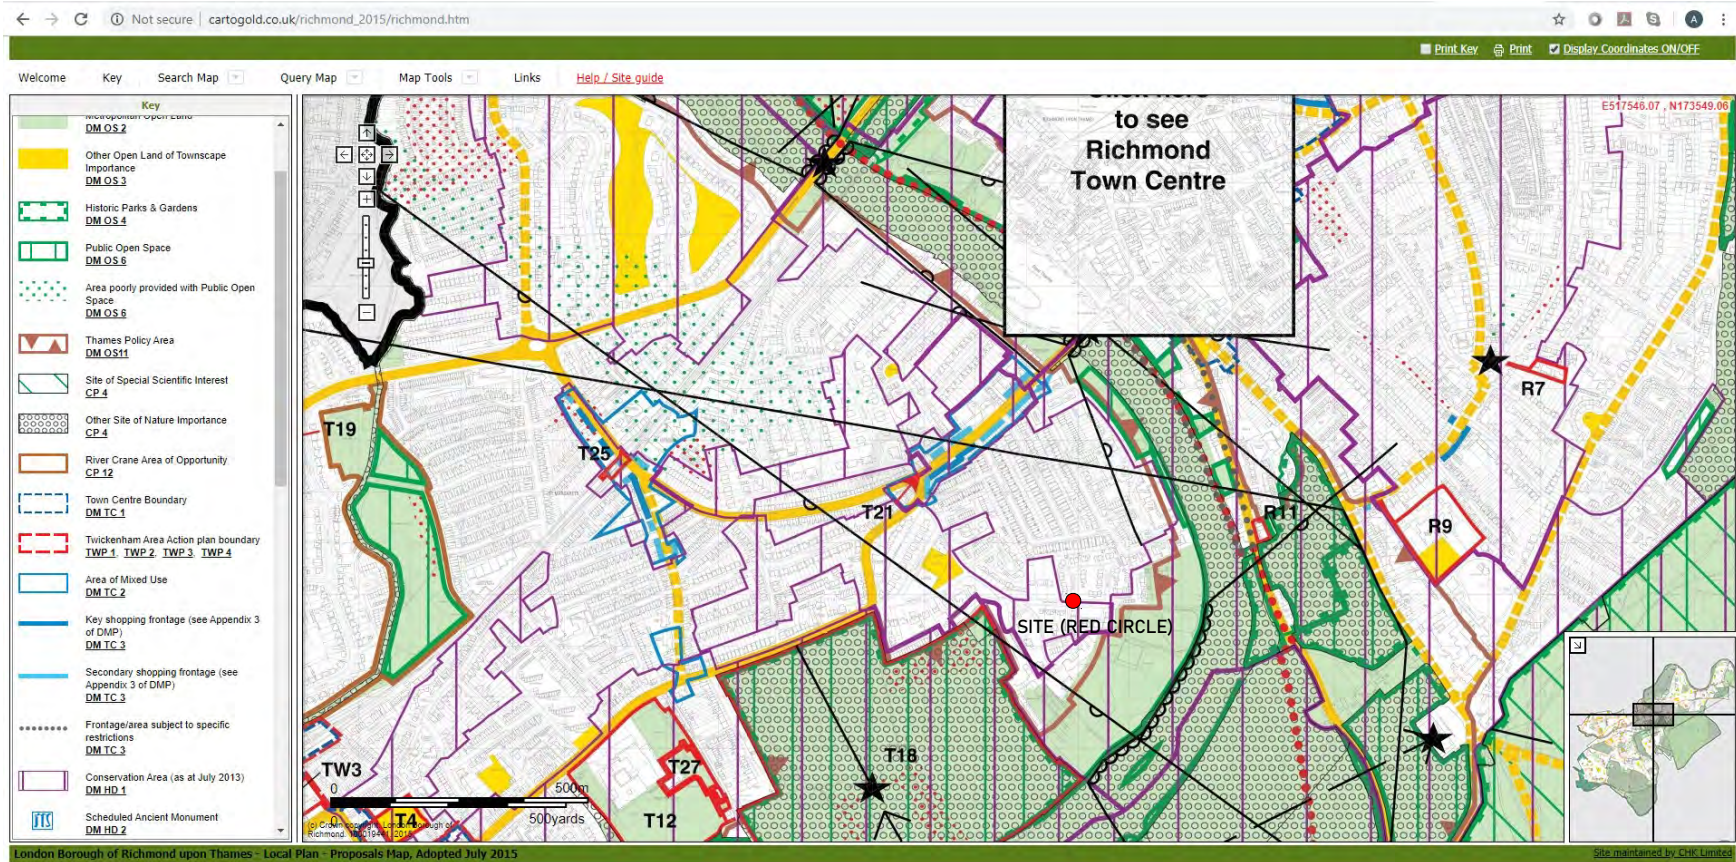 Not secure | cartogold.co.uk/richmond_2015/richmond.htm
A
Print Key Print Display Coordinates ON/OFF
Welcome Key Search Map Query Map Map Tools Links Help / Site guide
Key
Metropolitan Open Land
DM OS 2
Other Open Land of Townscape
Importance
DM OS 3
Historic Parks & Gardens
DM OS 4
Public Open Space
DM OS 6
Area poorly provided with Public Open
Space
DM OS 6
Thames Policy Area
DM OS11
Site of Special Scientific Interest
CP 4
Other Site of Nature Importance
CP 4
River Crane Area of Opportunity
CP 12
Town Centre Boundary
DM TC 1
Twickenham Area Action plan boundary
TWP 1, TWP 2, TWP 3, TWP 4
Area of Mixed Use
DM TC 2
Key shopping frontage (see Appendix 3
of DMP)
DM TC 3
Secondary shopping frontage (see
Appendix 3 of DMP)
DM TC 3
Frontage/area subject to specific
restrictions
DM TC 3
Conservation Area (as at July 2013)
DM HD 1
Scheduled Ancient Monument
DM HD 2
E517546.07 , N173549.06
Click here
to see
Richmond
Town Centre
R7
T19
T25
T21
R11
R9
SITE (RED CIRCLE)
T18
T27
TW3
T4
T12
0 500m
0 500yards
London Borough of Richmond upon Thames - Local Plan - Proposals Map, Adopted July 2015
Site maintained by CHK Limited